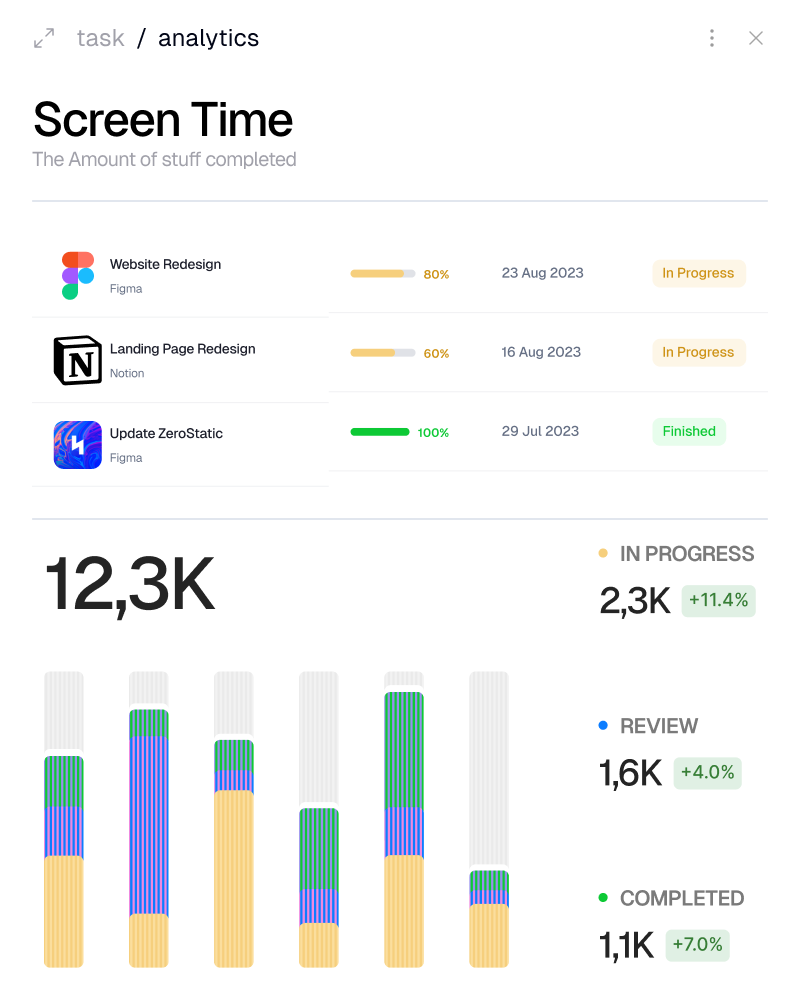 task / analytics
Screen Time
The Amount of stuff completed
Website Redesign
Figma
80%
23 Aug 2023
In Progress
N
Landing Page Redesign
Notion
60%
16 Aug 2023
In Progress
Update ZeroStatic
Figma
100%
29 Jul 2023
Finished
12,3K
IN PROGRESS
2,3K +11.4%
REVIEW
1,6K +4.0%
COMPLETED
1,1K +7.0%